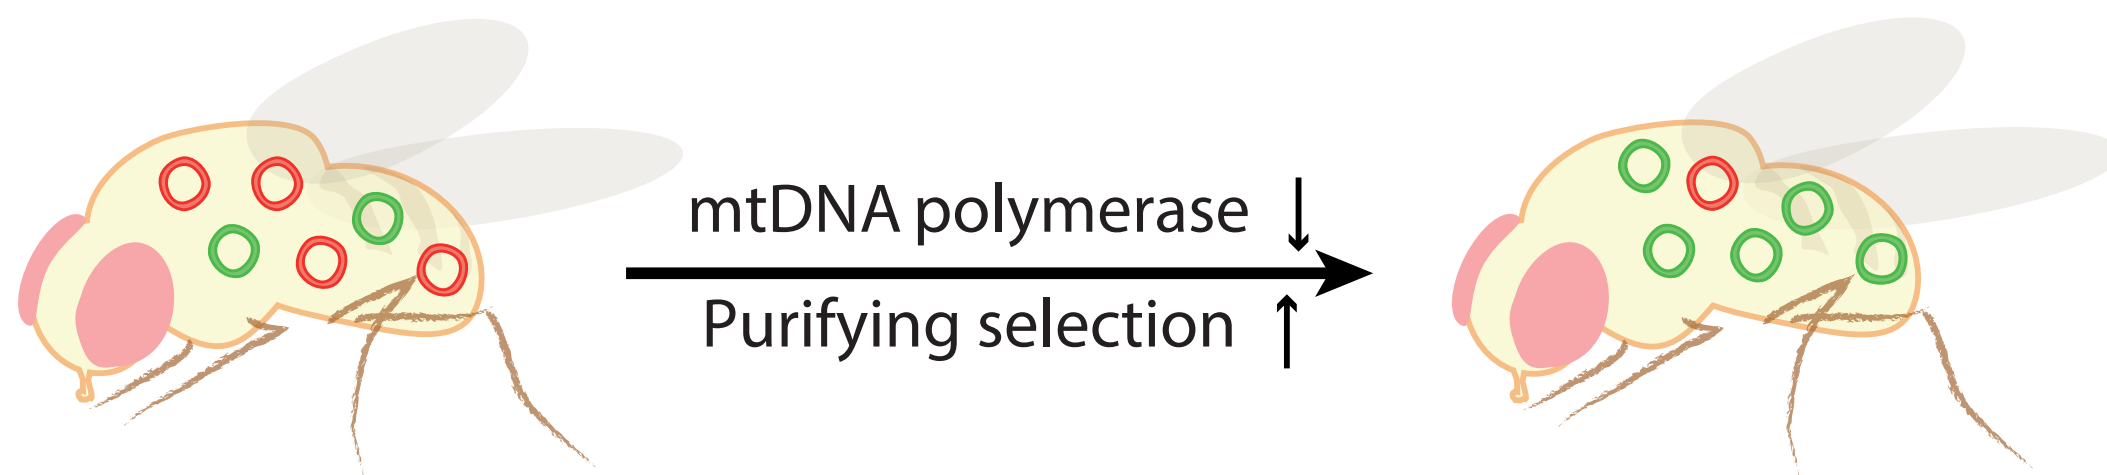 mtDNA polymerase ↓
Purifying selection ↑